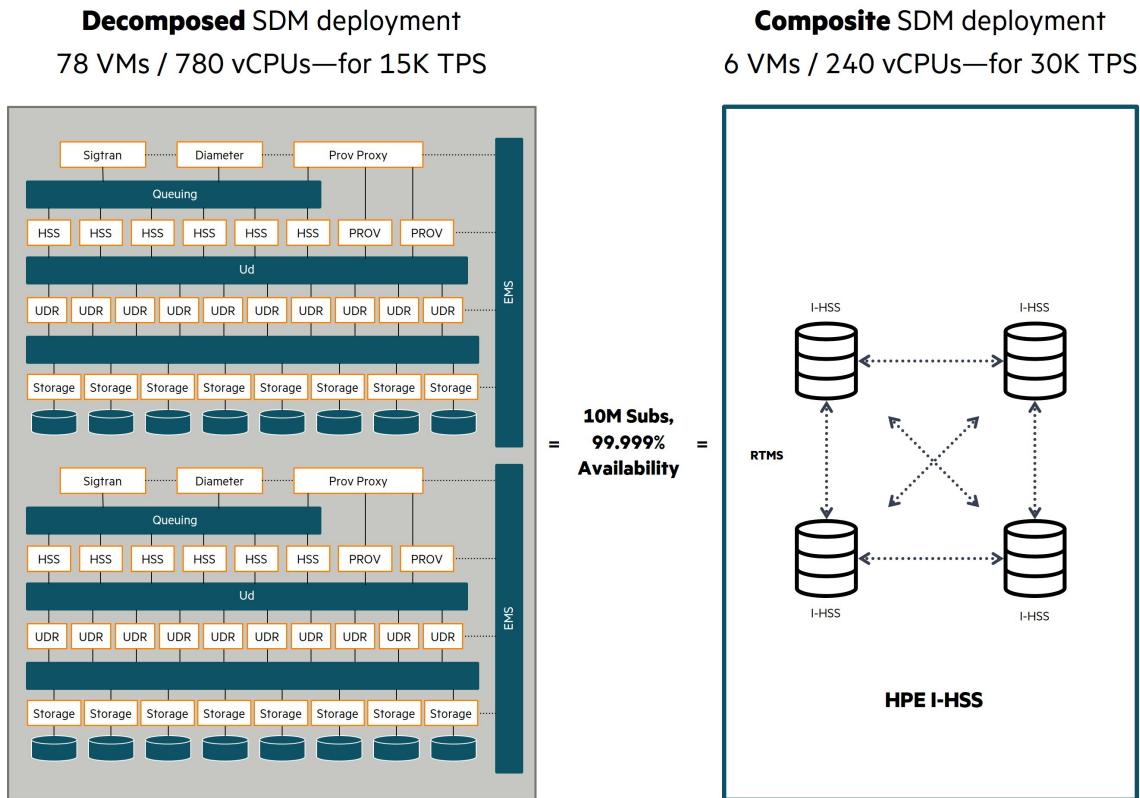 Decomposed SDM deployment
78 VMs / 780 vCPUs—for 15K TPS
Composite SDM deployment
6 VMs / 240 vCPUs—for 30K TPS
Sigtran
Diameter
Prov Proxy
Queuing
HSS HSS HSS HSS HSS HSS PROV PROV
Ud
UDR UDR UDR UDR UDR UDR UDR UDR UDR UDR
Storage Storage Storage Storage Storage Storage Storage Storage
EMS
Sigtran
Diameter
Prov Proxy
Queuing
HSS HSS HSS HSS HSS HSS PROV PROV
Ud
UDR UDR UDR UDR UDR UDR UDR UDR UDR UDR
Storage Storage Storage Storage Storage Storage Storage Storage
EMS
=
10M Subs,
99.999%
Availability
=
I-HSS
I-HSS
RTMS
I-HSS
I-HSS
HPE I-HSS